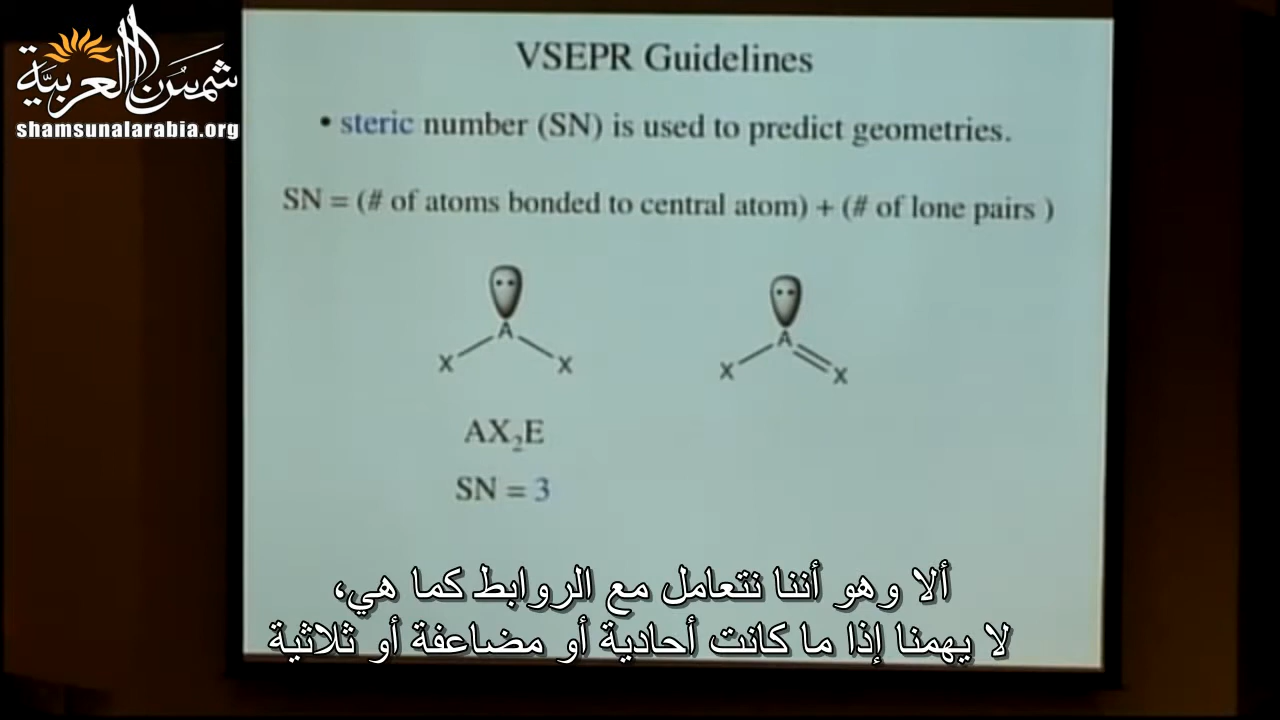 شمس العربية
shamsunalarabia.org
VSEPR Guidelines
• steric number (SN) is used to predict geometries.
SN = (# of atoms bonded to central atom) + (# of lone pairs )
A
X X
A
X X
AX₂E
SN = 3
ألا وهو أننا نتعامل مع الروابط كما هي،
لا يهمنا إذا ما كانت أحادية أو مضاعفة أو ثلاثية